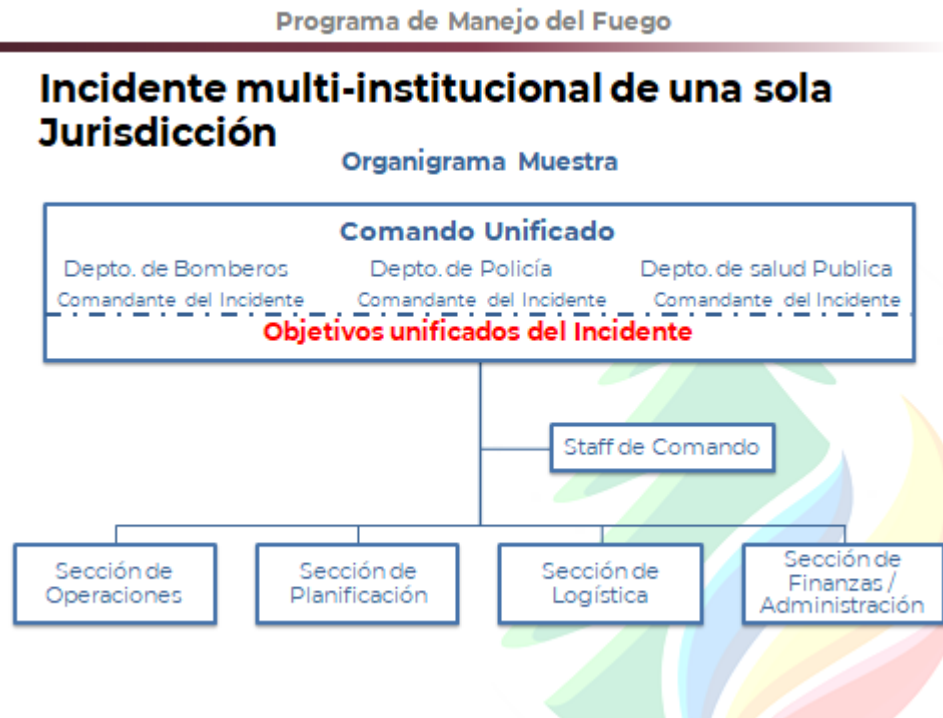 Programa de Manejo del Fuego
Incidente multi-institucional de una sola
Jurisdicción
Organigrama Muestra
Comando Unificado
Depto. de Bomberos Depto. de Policía Depto. de salud Publica
Comandante del Incidente Comandante del Incidente Comandante del Incidente
Objetivos unificados del Incidente
Staff de Comando
Sección de
Operaciones
Sección de
Planificación
Sección de
Logística
Sección de
Finanzas /
Administración